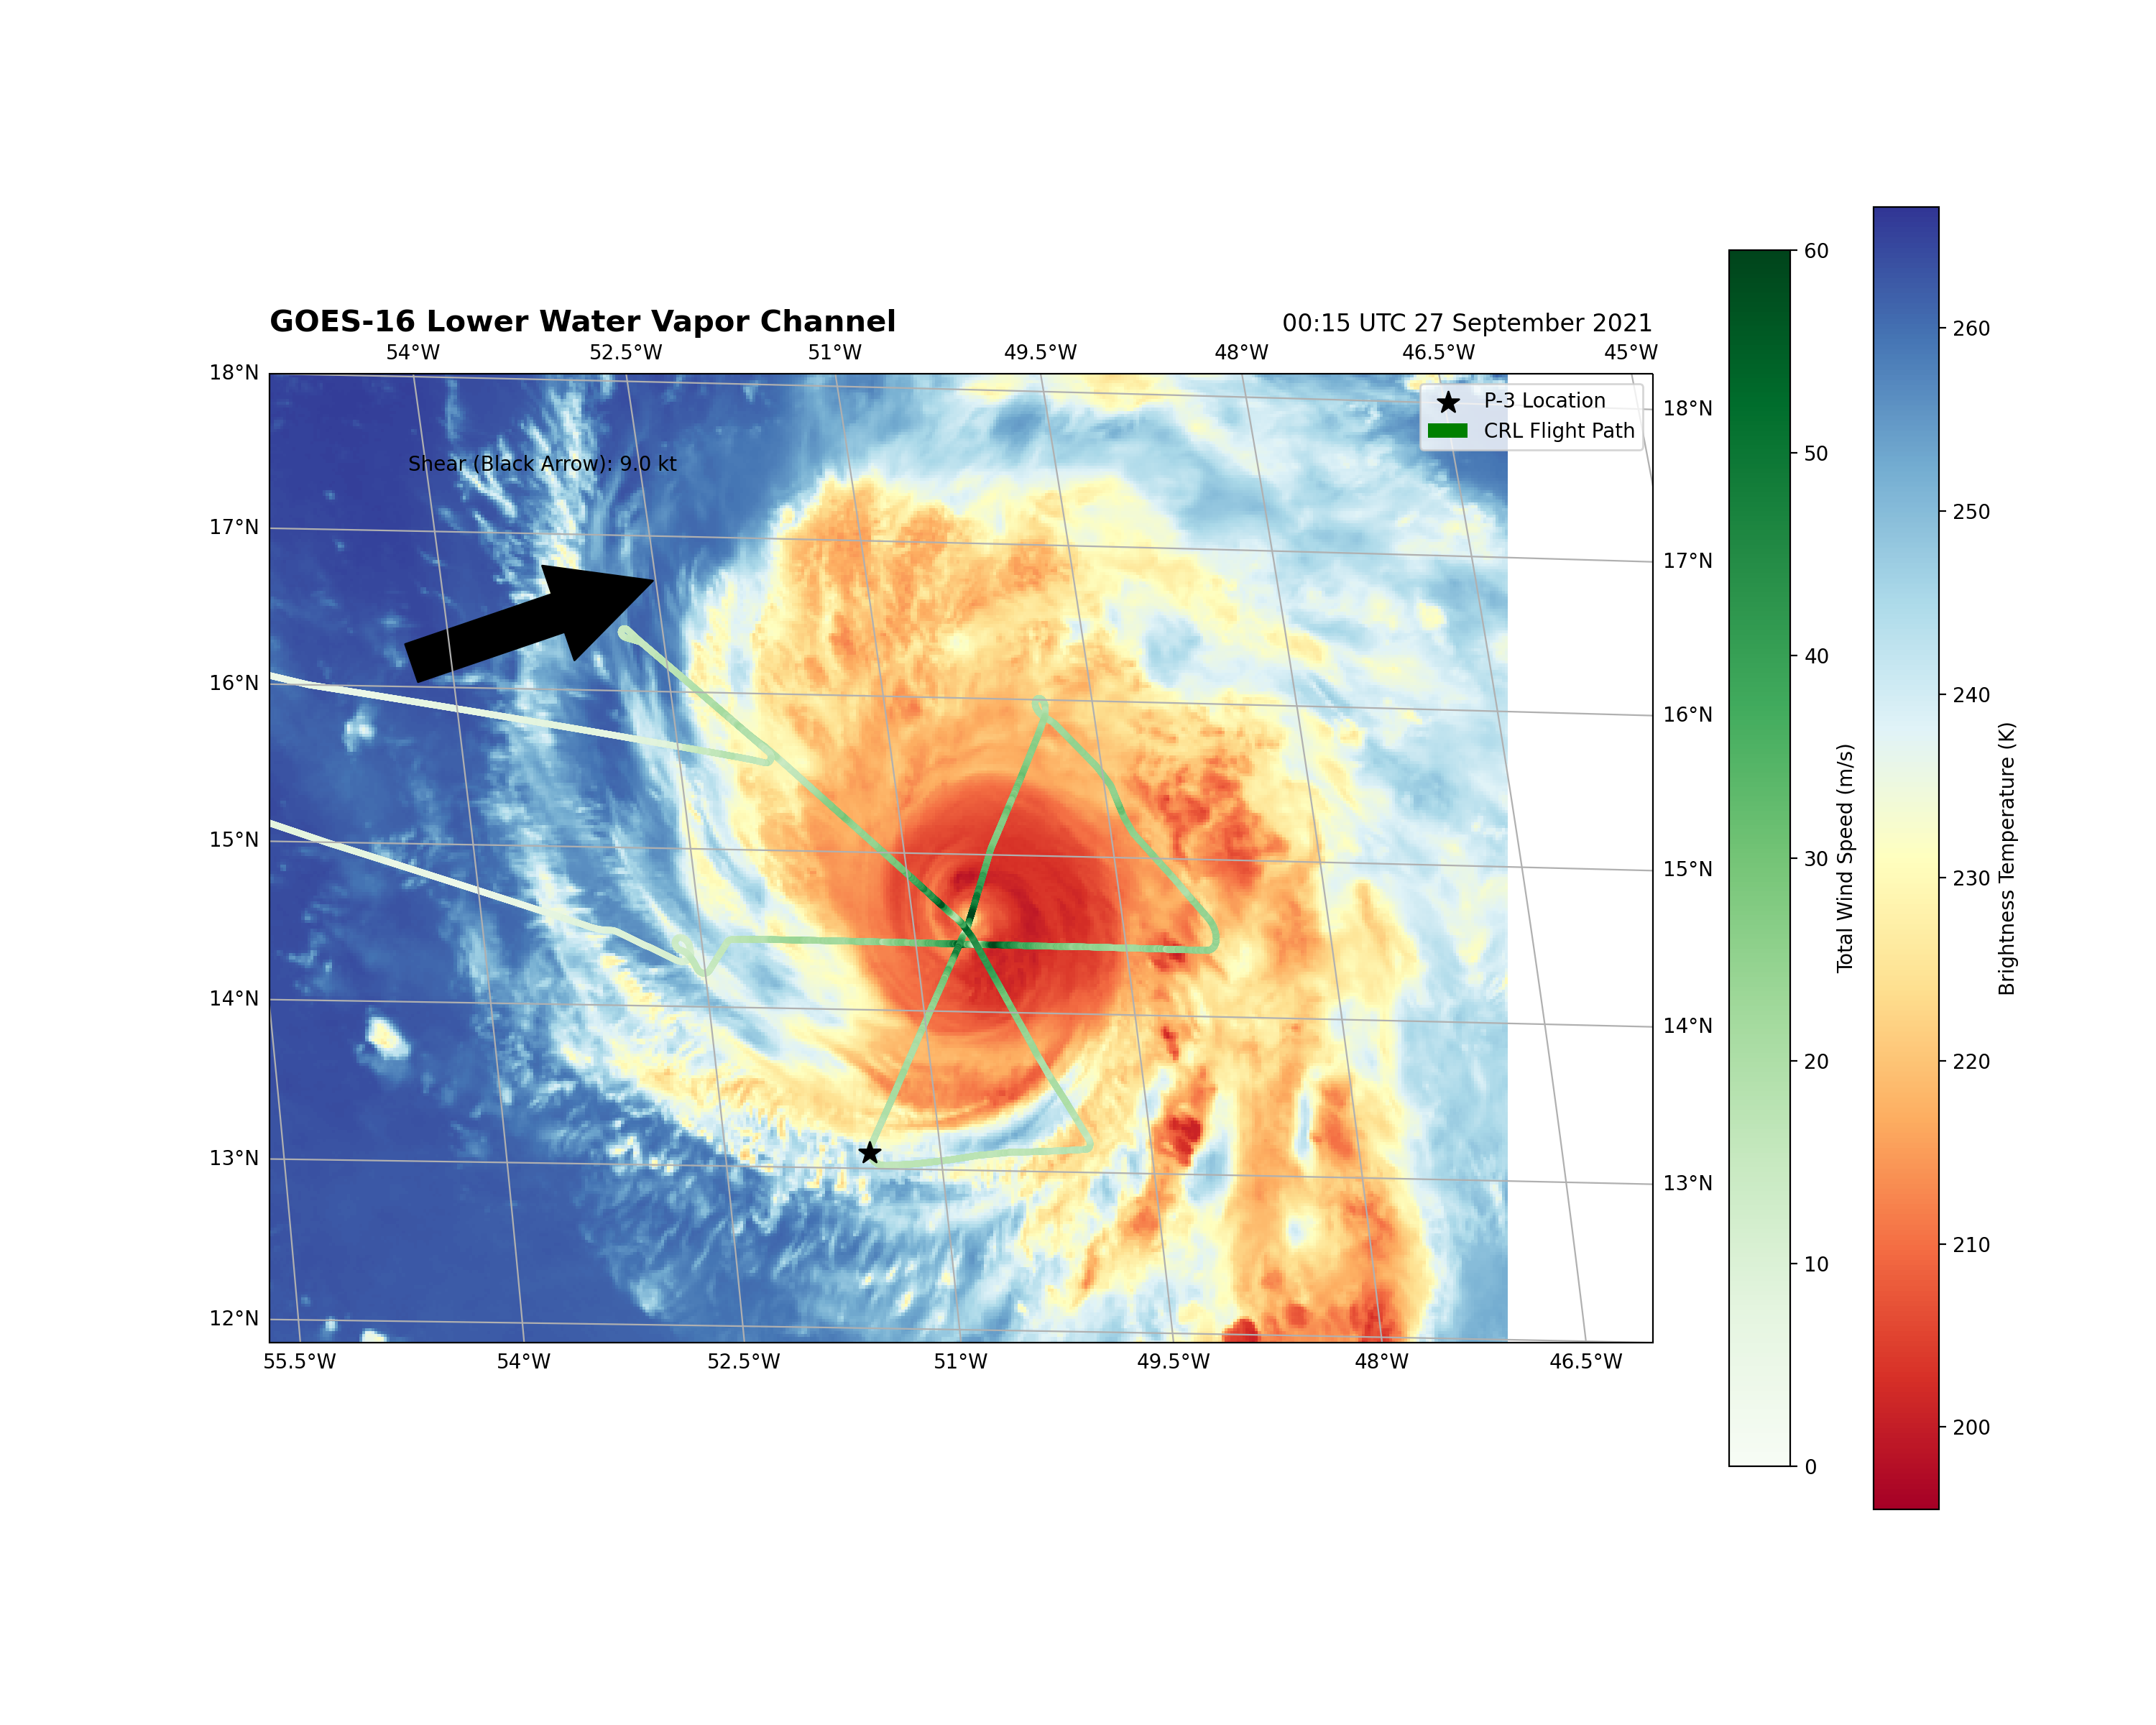 GOES-16 Lower Water Vapor Channel
00:15 UTC 27 September 2021
54°W 52.5°W 51°W 49.5°W 48°W 46.5°W 45°W
18°N
17°N
16°N
15°N
14°N
13°N
12°N
Shear (Black Arrow): 9.0 kt
P-3 Location
CRL Flight Path
18°N
17°N
16°N
15°N
14°N
13°N
55.5°W 54°W 52.5°W 51°W 49.5°W 48°W 46.5°W
60
50
40
30
20
10
0
Total Wind Speed (m/s)
260
250
240
230
220
210
200
Brightness Temperature (K)